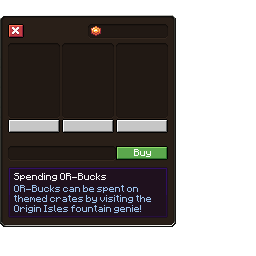 Buy
Spending OR-Bucks
OR-Bucks can be spent on
themed crates by visiting the
Origin Isles fountain genie!